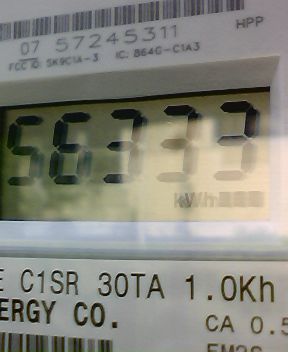 07 57245311 HPP
FCC ID: SK9C1A-3 IC: 864G-C1A3
56373
kWh
E C1SR 30TA 1.0Kh
ERGY CO.
CA 0.5